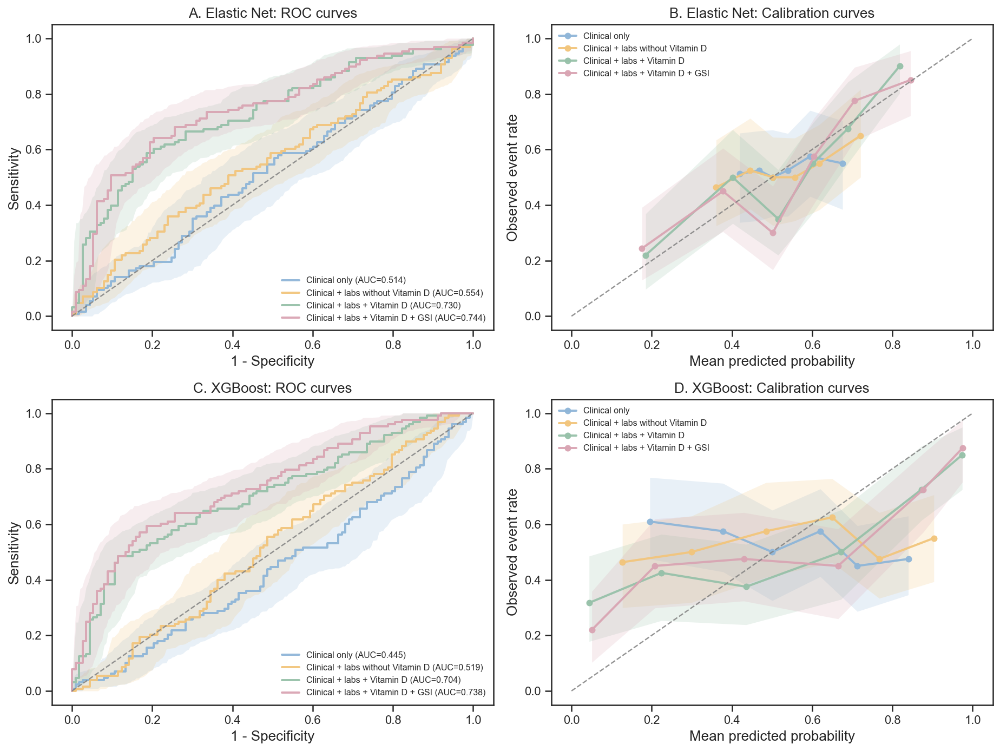 A. Elastic Net: ROC curves
1.0
0.8
0.6
0.4
0.2
0.0
Sensitivity
Clinical only (AUC=0.514)
Clinical + labs without Vitamin D (AUC=0.554)
Clinical + labs + Vitamin D (AUC=0.730)
Clinical + labs + Vitamin D + GSI (AUC=0.744)
0.0 0.2 0.4 0.6 0.8 1.0
1 - Specificity
B. Elastic Net: Calibration curves
Clinical only
Clinical + labs without Vitamin D
Clinical + labs + Vitamin D
Clinical + labs + Vitamin D + GSI
1.0
0.8
0.6
0.4
0.2
0.0
Observed event rate
0.0 0.2 0.4 0.6 0.8 1.0
Mean predicted probability
C. XGBoost: ROC curves
1.0
0.8
0.6
0.4
0.2
0.0
Sensitivity
Clinical only (AUC=0.445)
Clinical + labs without Vitamin D (AUC=0.519)
Clinical + labs + Vitamin D (AUC=0.704)
Clinical + labs + Vitamin D + GSI (AUC=0.738)
0.0 0.2 0.4 0.6 0.8 1.0
1 - Specificity
D. XGBoost: Calibration curves
Clinical only
Clinical + labs without Vitamin D
Clinical + labs + Vitamin D
Clinical + labs + Vitamin D + GSI
1.0
0.8
0.6
0.4
0.2
0.0
Observed event rate
0.0 0.2 0.4 0.6 0.8 1.0
Mean predicted probability